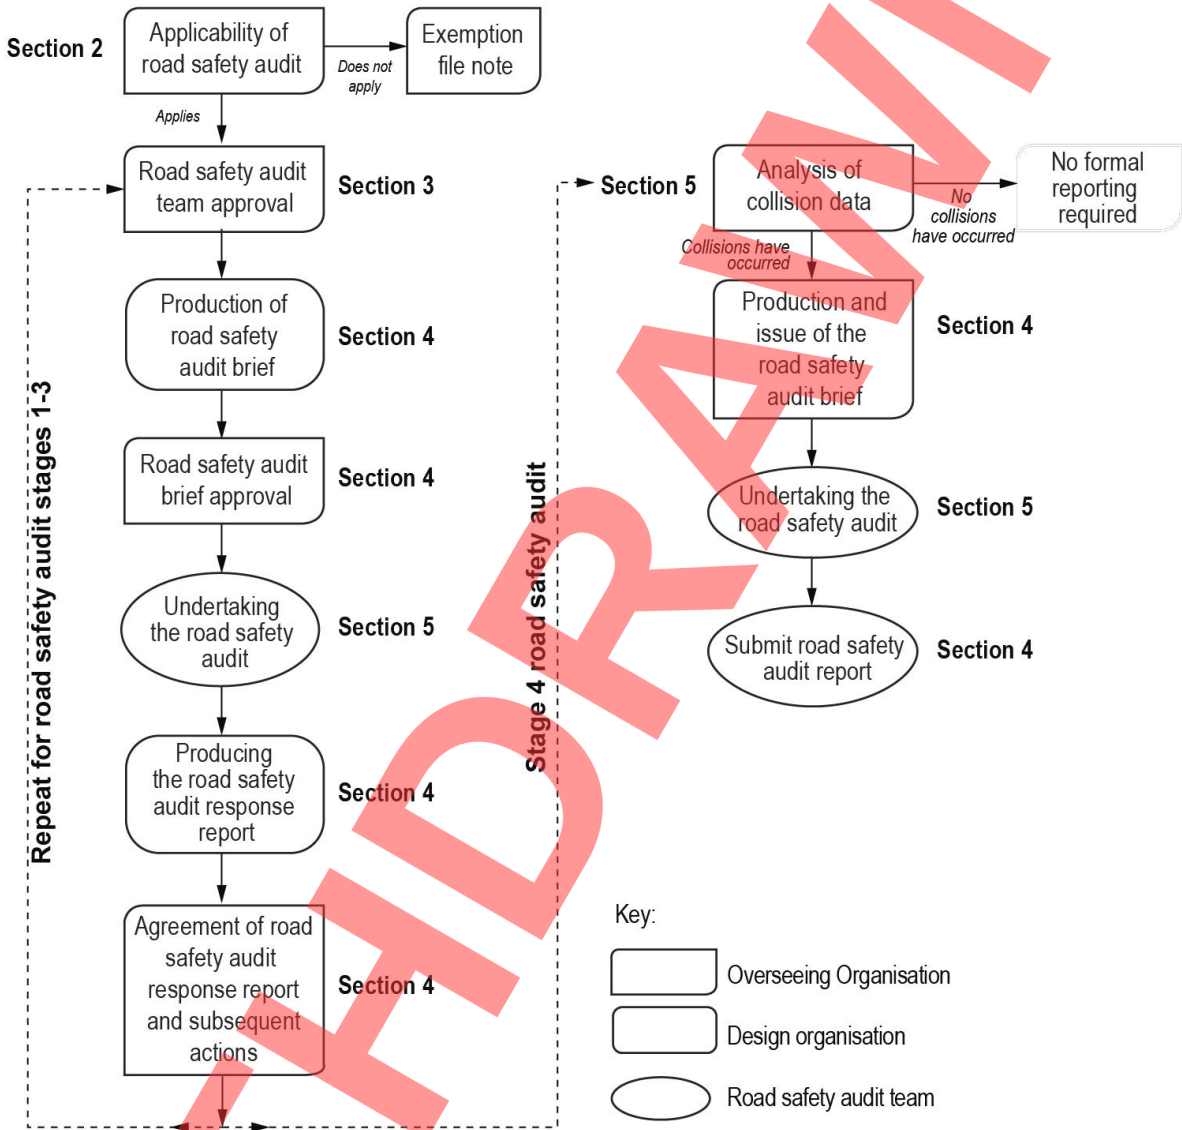 Section 2
Applicability of
road safety audit
Does not
apply
Exemption
file note
Applies
Road safety audit
team approval
Section 3
Production of
road safety
audit brief
Section 4
Road safety audit
brief approval
Section 4
Undertaking
the road safety
audit
Section 5
Producing
the road safety
audit response
report
Section 4
Agreement of road
safety audit
response report
and subsequent
actions
Section 4
Repeat for road safety audit stages 1-3
Stage 4 road safety audit
Section 5
Analysis of
collision data
No
collisions
have occurred
No formal
reporting
required
Collisions have
occurred
Production and
issue of the
road safety
audit brief
Section 4
Undertaking the
road safety audit
Section 5
Submit road safety
audit report
Section 4
Key:
Overseeing Organisation
Design organisation
Road safety audit team
THDRAW